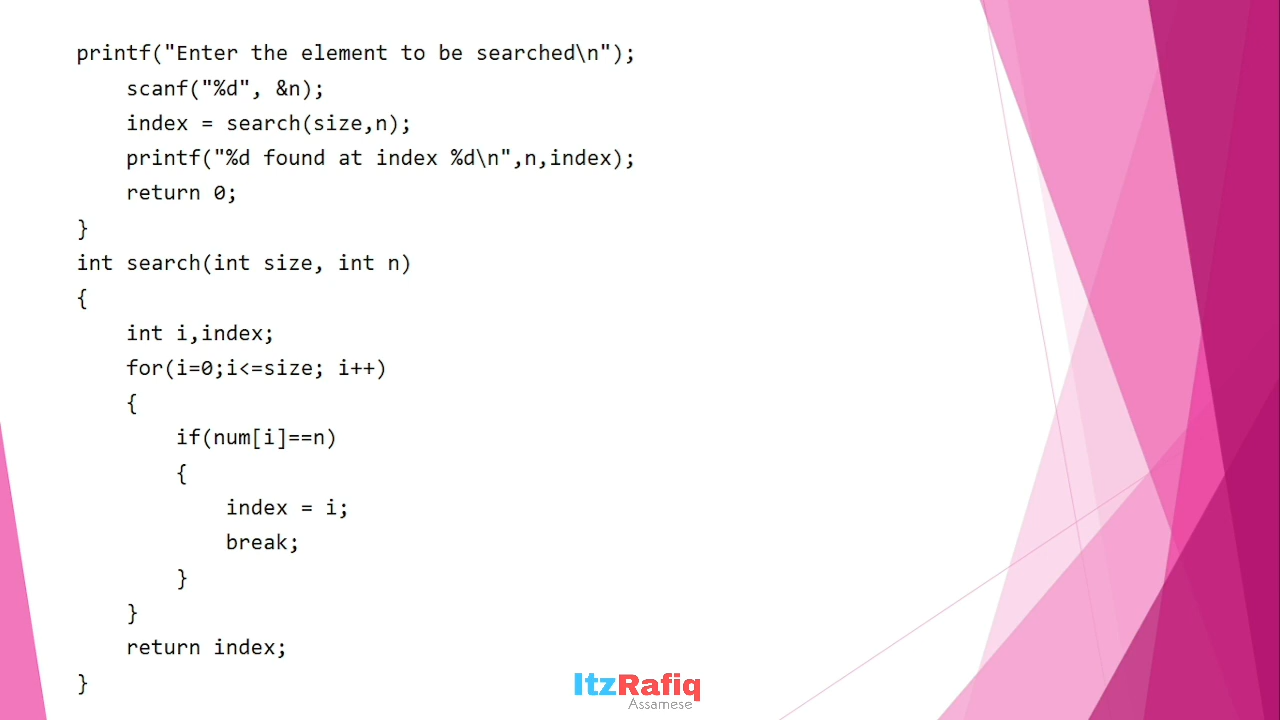 printf("Enter the element to be searched\n");
    scanf("%d", &n);
    index = search(size,n);
    printf("%d found at index %d\n",n,index);
    return 0;
}
int search(int size, int n)
{
    int i,index;
    for(i=0;i<=size; i++)
    {
        if(num[i]==n)
        {
            index = i;
            break;
        }
    }
    return index;
}
ItzRafiq
Assamese